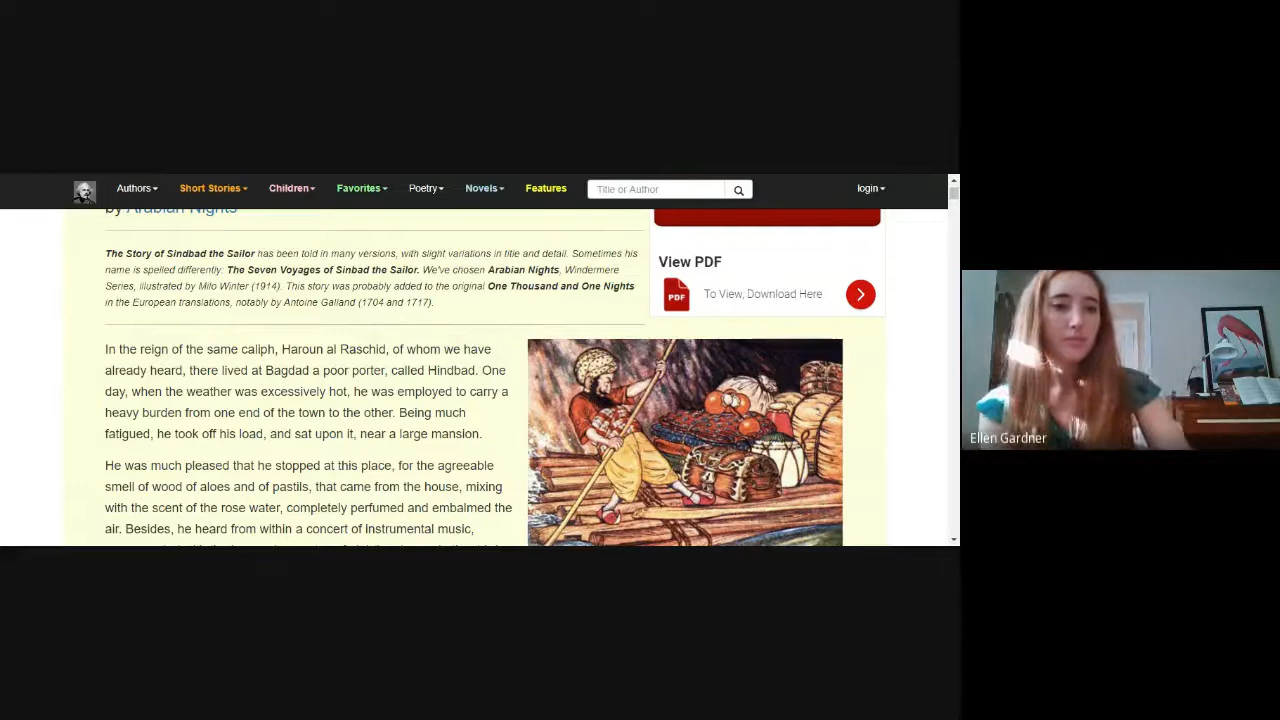 Authors
Short Stories
Children
Favorites
Poetry
Novels
Features
Title or Author
login
by Arabian Nights
The Story of Sindbad the Sailor has been told in many versions, with slight variations in title and detail. Sometimes his
name is spelled differently: The Seven Voyages of Sinbad the Sailor. We've chosen Arabian Nights, Windermere
Series, illustrated by Milo Winter (1914). This story was probably added to the original One Thousand and One Nights
in the European translations, notably by Antoine Galland (1704 and 1717).
View PDF
PDF
To View, Download Here
In the reign of the same caliph, Haroun al Raschid, of whom we have
already heard, there lived at Bagdad a poor porter, called Hindbad. One
day, when the weather was excessively hot, he was employed to carry a
heavy burden from one end of the town to the other. Being much
fatigued, he took off his load, and sat upon it, near a large mansion.
He was much pleased that he stopped at this place, for the agreeable
smell of wood of aloes and of pastils, that came from the house, mixing
with the scent of the rose water, completely perfumed and embalmed the
air. Besides, he heard from within a concert of instrumental music,
Ellen Gardner